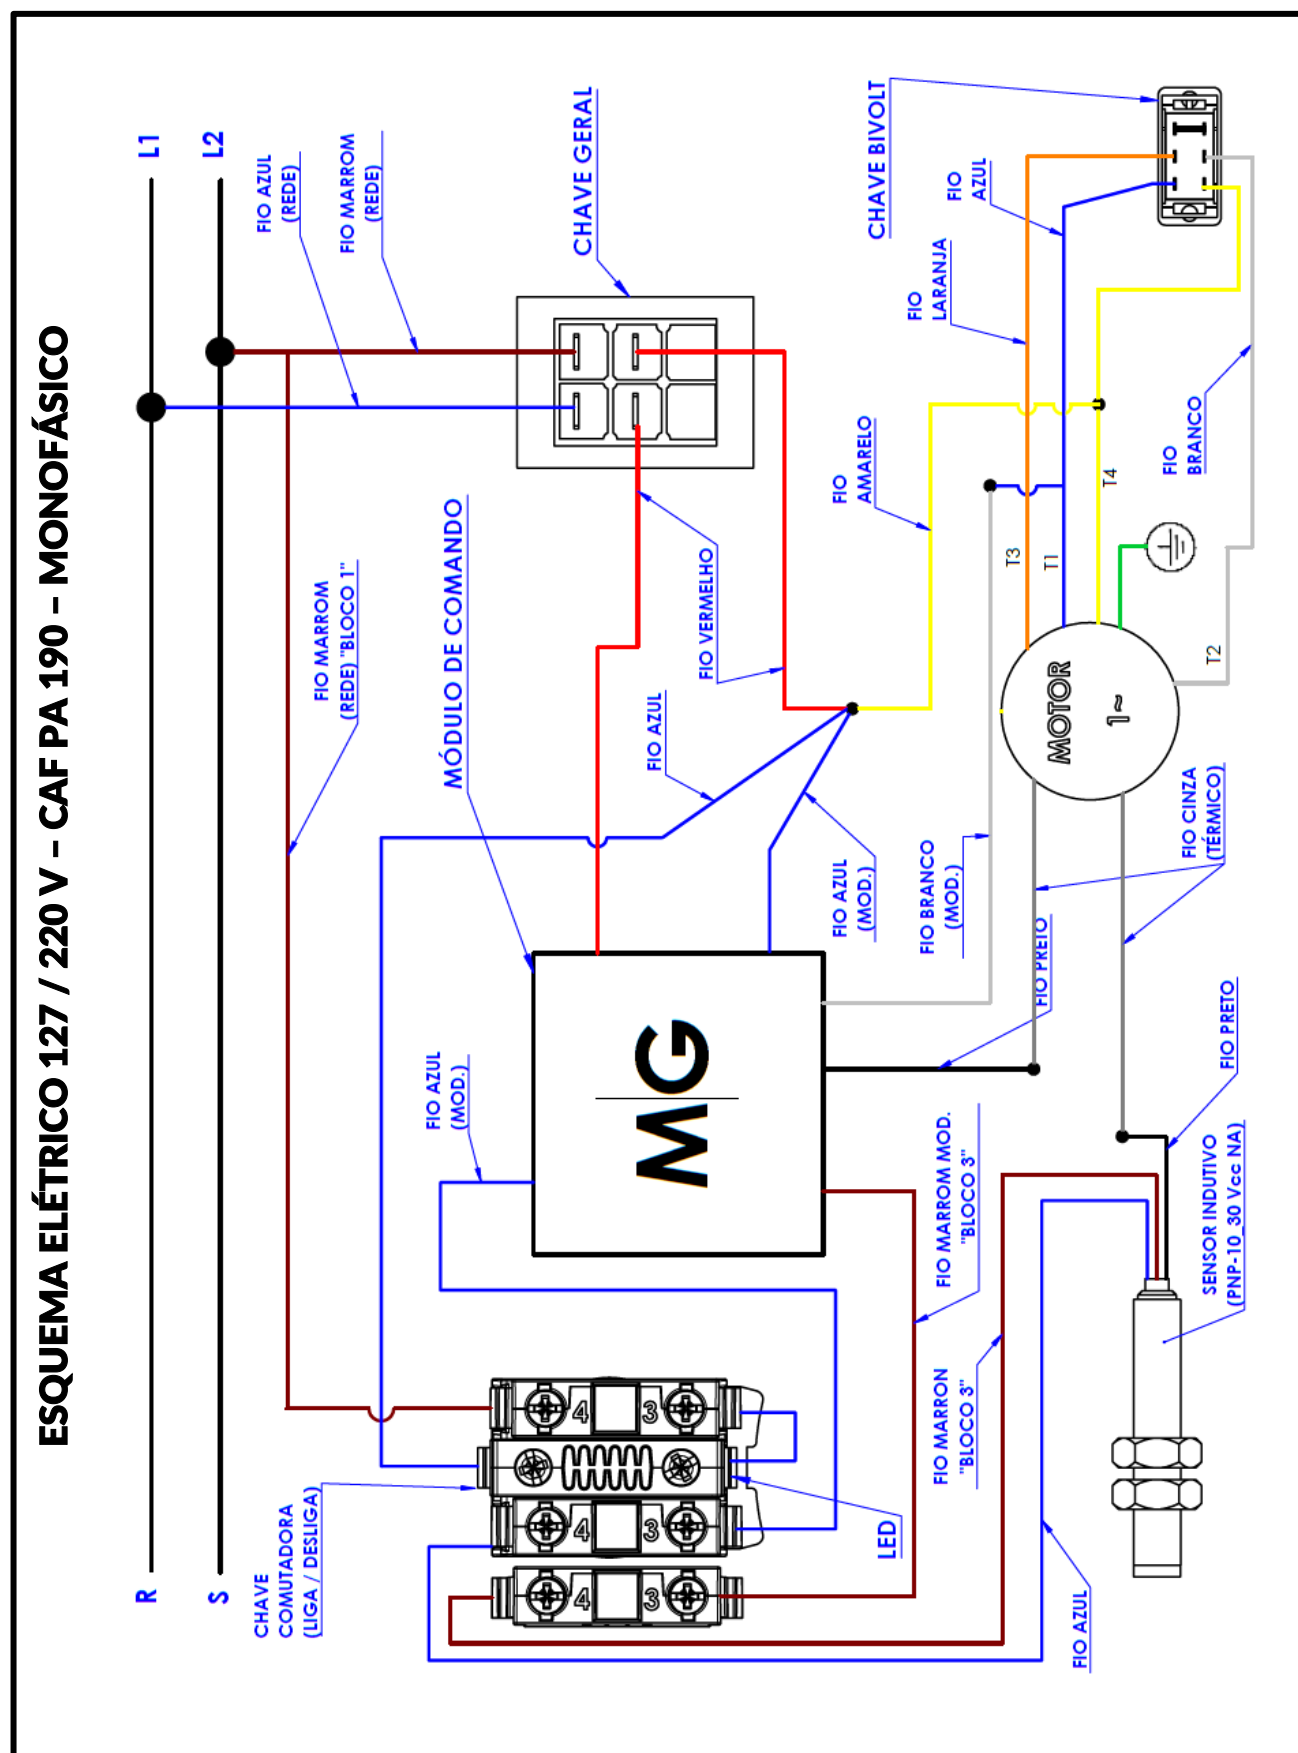 ESQUEMA ELÉTRICO 127 / 220 V – CAF PA 190 – MONOFÁSICO
R
L1
S
L2
FIO AZUL
(REDE)
FIO MARROM
(REDE)
CHAVE GERAL
CHAVE BIVOLT
FIO
AZUL
FIO
LARANJA
FIO
BRANCO
FIO
AMARELO
FIO MARROM
(REDE) "BLOCO 1"
MÓDULO DE COMANDO
FIO VERMELHO
FIO AZUL
FIO AZUL
(MOD.)
FIO BRANCO
(MOD.)
T3
T1
T4
T2
MOTOR
1~
FIO CINZA
(TÉRMICO)
FIO PRETO
FIO PRETO
FIO AZUL
(MOD.)
MG
FIO MARROM MOD.
"BLOCO 3"
FIO MARRON
"BLOCO 3"
SENSOR INDUTIVO
(PNP-10_30 Vcc NA)
CHAVE
COMUTADORA
(LIGA / DESLIGA)
LED
FIO AZUL
4
3
4
3
4
3